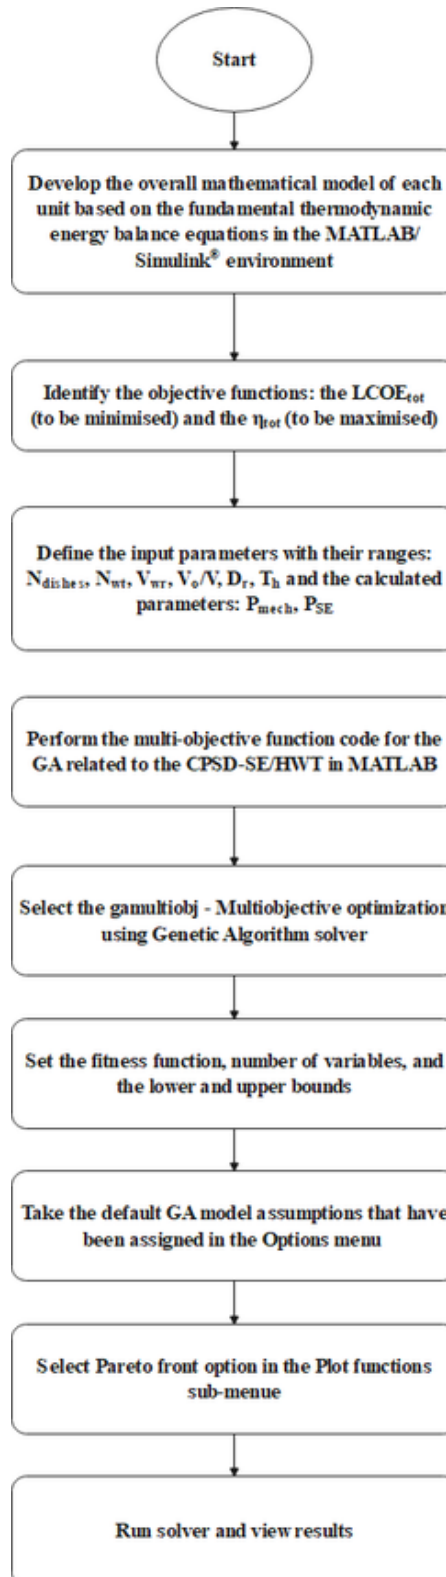 Start
Develop the overall mathematical model of each
unit based on the fundamental thermodynamic
energy balance equations in the MATLAB/
Simulink® environment
Identify the objective functions: the LCOEtot
(to be minimised) and the ηtot (to be maximised)
Define the input parameters with their ranges:
Ndishes, Nwt, Vwr, Vo/V, Dr, Th and the calculated
parameters: Pmech, PSE
Perform the multi-objective function code for the
GA related to the CPSD-SE/HWT in MATLAB
Select the gamultiobj - Multiobjective optimization
using Genetic Algorithm solver
Set the fitness function, number of variables, and
the lower and upper bounds
Take the default GA model assumptions that have
been assigned in the Options menu
Select Pareto front option in the Plot functions
sub-menue
Run solver and view results